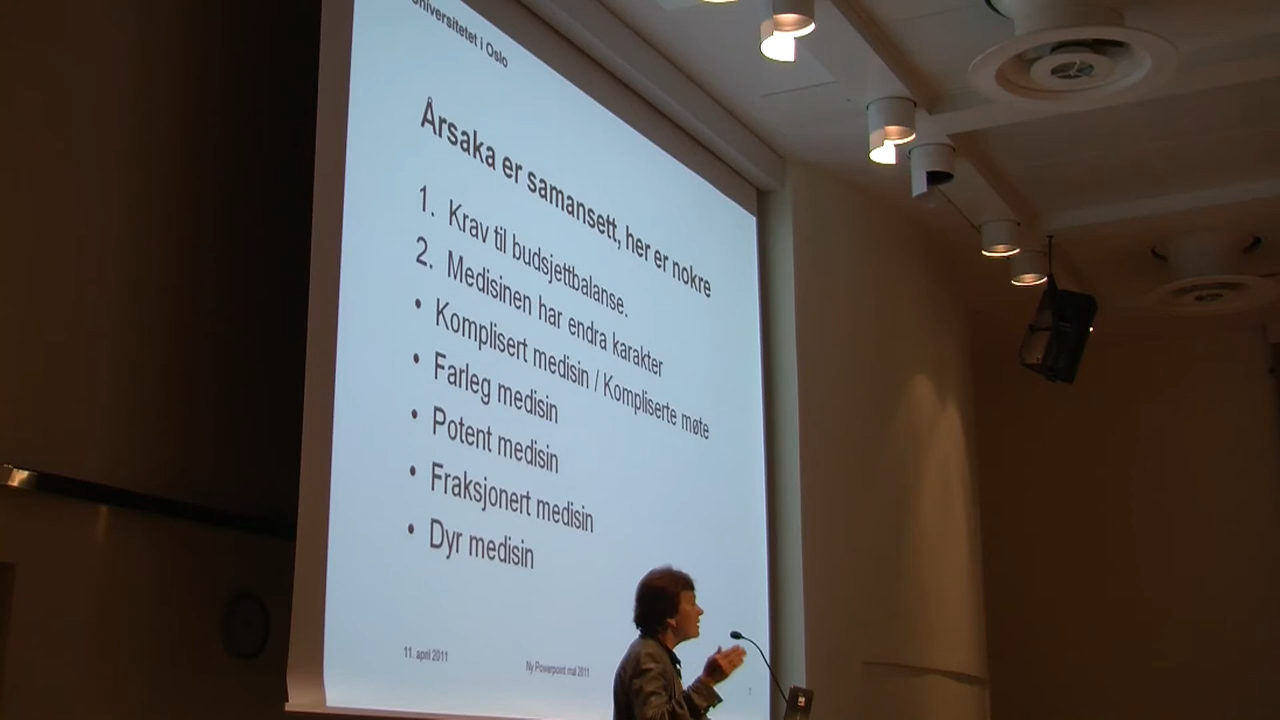 Universitetet i Oslo
Årsaka er samansett, her er nokre
1. Krav til budsjettbalanse.
2. Medisinen har endra karakter
• Komplisert medisin / Kompliserte møte
• Farleg medisin
• Potent medisin
• Fraksjonert medisin
• Dyr medisin
11. april 2011
Ny Powerpoint mal 2011
1